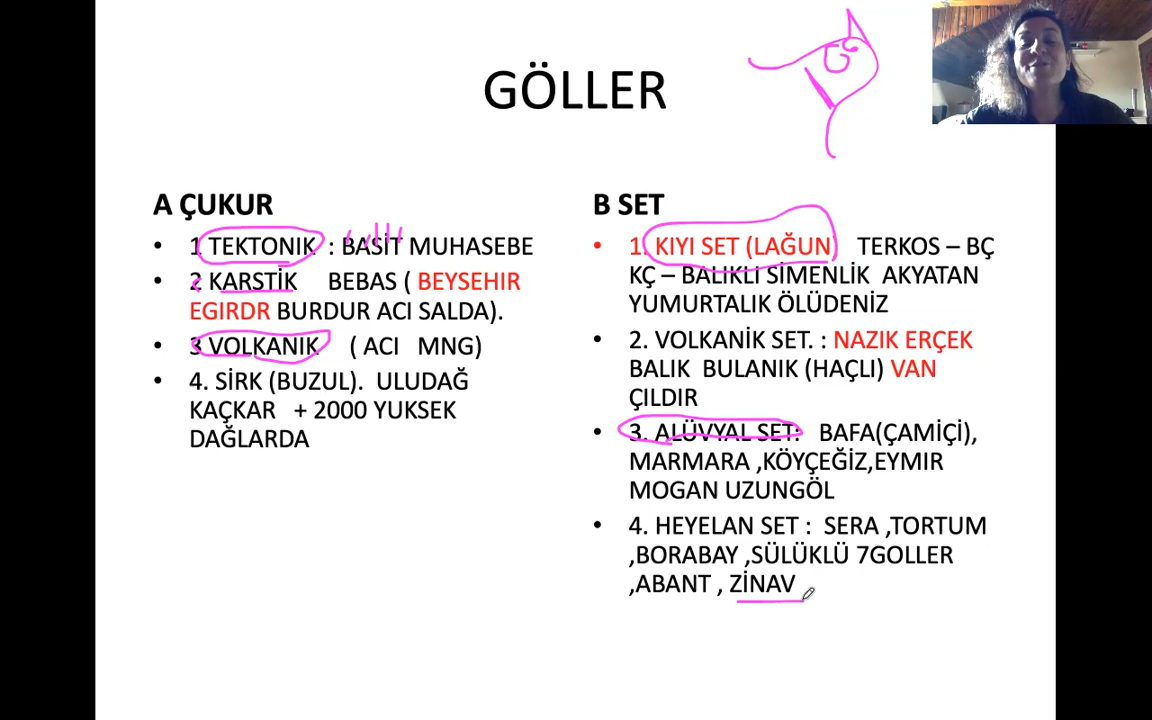 GÖLLER
A ÇUKUR
• 1 TEKTONIK : BASİT MUHASEBE
• 2 KARSTİK BEBAS ( BEYSEHIR
EGIRDR BURDUR ACI SALDA).
• 3 VOLKANIK ( ACI MNG)
• 4. SİRK (BUZUL). ULUDAĞ
KAÇKAR + 2000 YUKSEK
DAĞLARDA
B SET
• 1. KIYI SET (LAĞUN) TERKOS – BÇ
KÇ – BALIKLI SİMENLİK AKYATAN
YUMURTALIK ÖLÜDENİZ
• 2. VOLKANİK SET. : NAZIK ERÇEK
BALIK BULANIK (HAÇLI) VAN
ÇILDIR
• 3. ALÜVYAL SET: BAFA(ÇAMİÇİ),
MARMARA ,KÖYÇEĞİZ,EYMIR
MOGAN UZUNGÖL
• 4. HEYELAN SET : SERA ,TORTUM
,BORABAY ,SÜLÜKLÜ 7GOLLER
,ABANT , ZİNAV